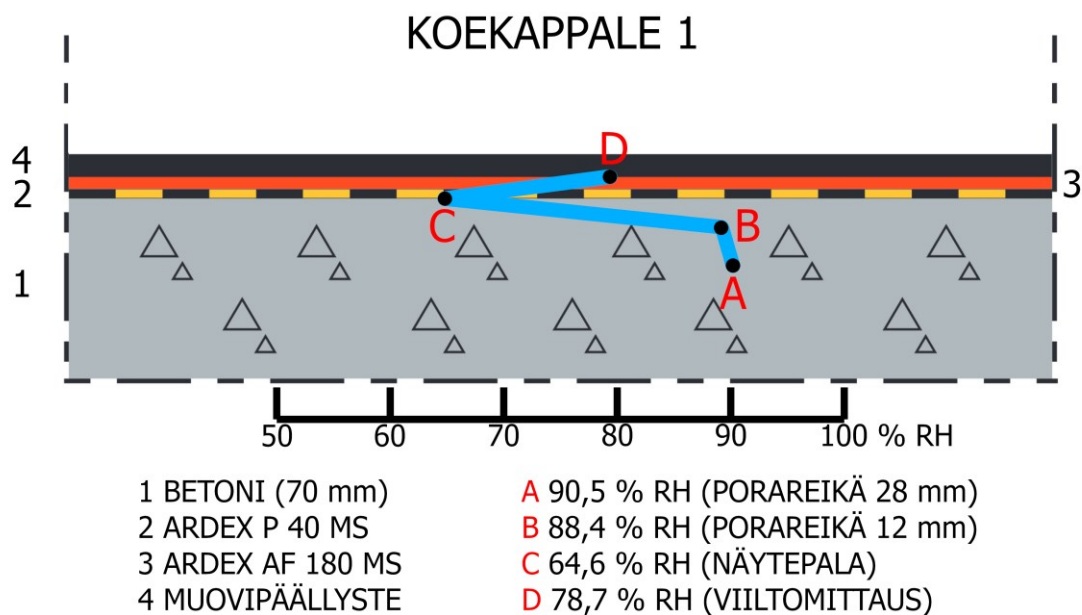 KOEKAPPALE 1
4
2
3
1
D
C
B
A
50 60 70 80 90 100 % RH
1 BETONI (70 mm)
2 ARDEX P 40 MS
3 ARDEX AF 180 MS
4 MUOVIPÄÄLLYSTE
A 90,5 % RH (PORAREIKÄ 28 mm)
B 88,4 % RH (PORAREIKÄ 12 mm)
C 64,6 % RH (NÄYTEPALA)
D 78,7 % RH (VIILTOMITTAUS)